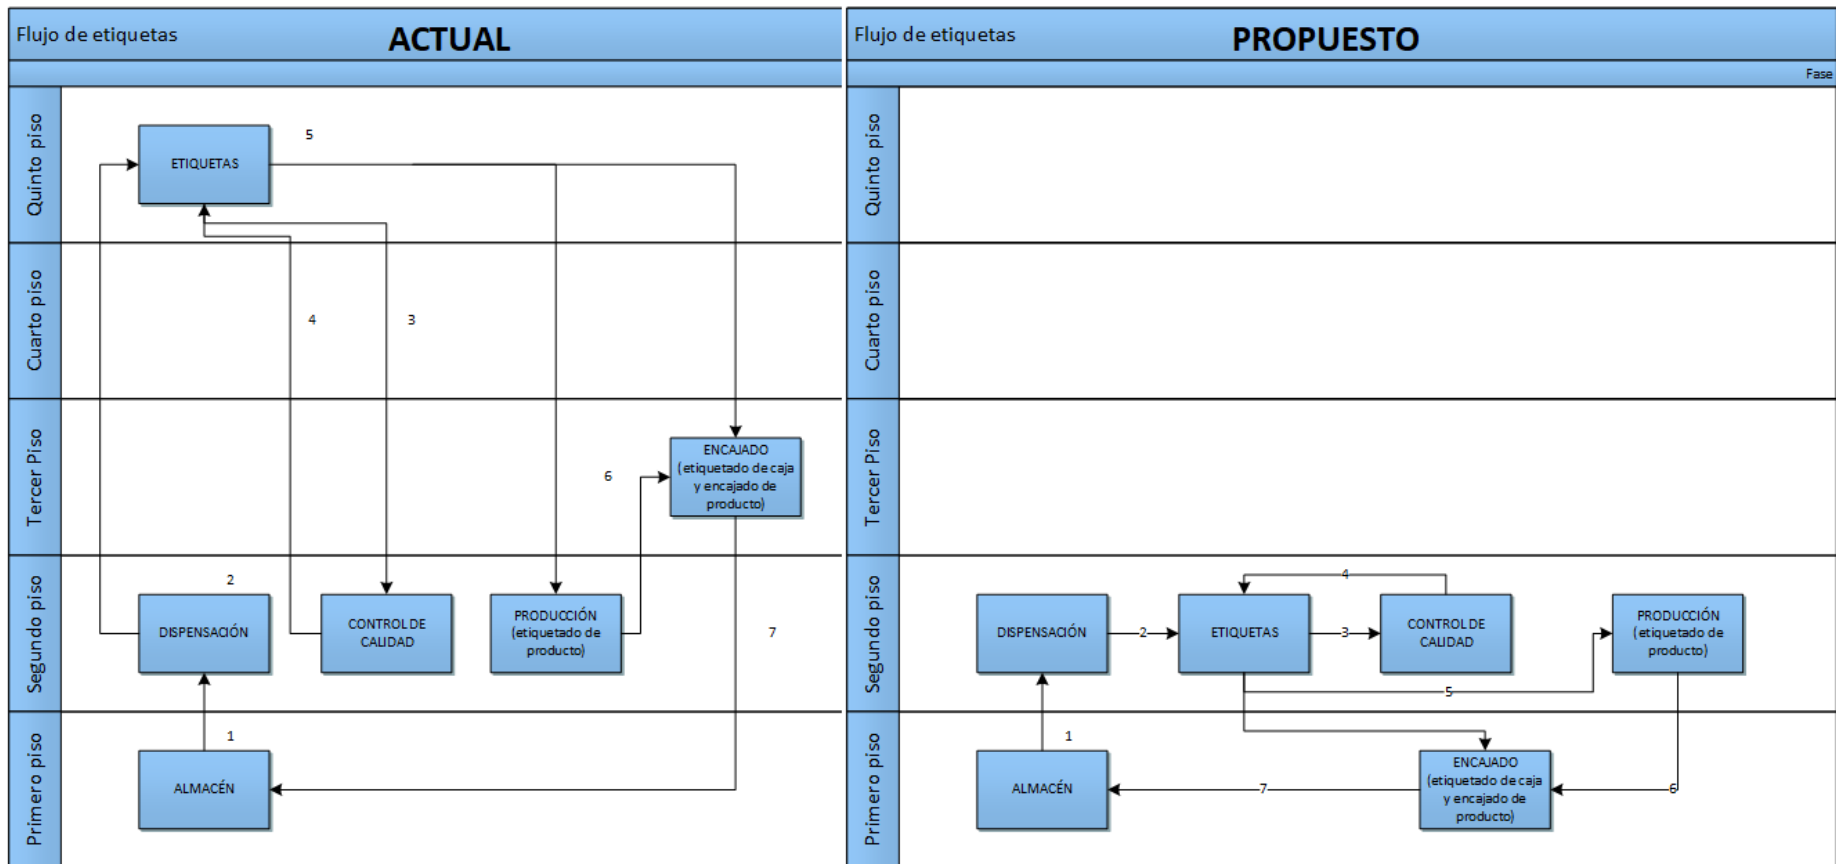 Flujo de etiquetas
ACTUAL
Quinto piso
ETIQUETAS
5
Cuarto piso
4
3
Tercer Piso
6
ENCAJADO
(etiquetado de caja
y encajado de
producto)
Segundo piso
2
DISPENSACIÓN
CONTROL DE
CALIDAD
PRODUCCIÓN
(etiquetado de
producto)
7
Primero piso
1
ALMACÉN
Flujo de etiquetas
PROPUESTO
Fase
Quinto piso
Cuarto piso
Tercer Piso
Segundo piso
4
DISPENSACIÓN
2
ETIQUETAS
3
CONTROL DE
CALIDAD
PRODUCCIÓN
(etiquetado de
producto)
5
Primero piso
1
ALMACÉN
7
ENCAJADO
(etiquetado de caja
y encajado de
producto)
6